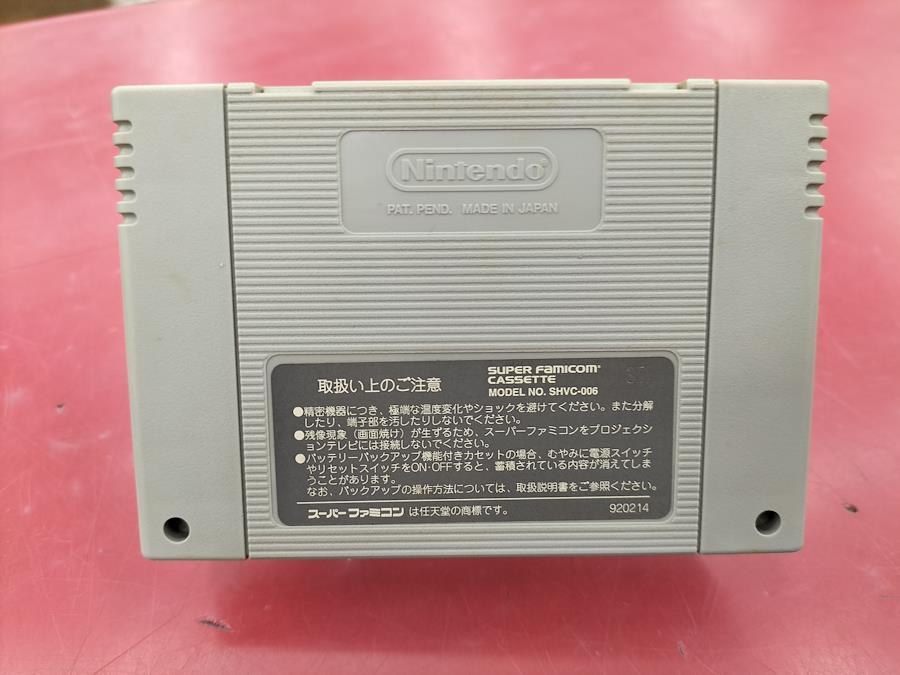 Nintendo®
PAT. PEND. MADE IN JAPAN
取扱い上のご注意
SUPER FAMICOM
CASSETTE
MODEL NO. SHVC-006
●精密機器につき、極端な温度変化やショックを避けてください。また分解
したり、端子部を汚したりしないでください。
●残像現象（画面焼け）が生ずるため、スーパーファミコンをプロジェクシ
ョンテレビには接続しないでください。
●バッテリーバックアップ機能付きカセットの場合、むやみに電源スイッチ
やリセットスイッチをON・OFFすると、蓄積されている内容が消えてしま
うことがあります。
なお、バックアップの操作方法については、取扱説明書をご参照ください。
スーパーファミコン は任天堂の商標です。
920214